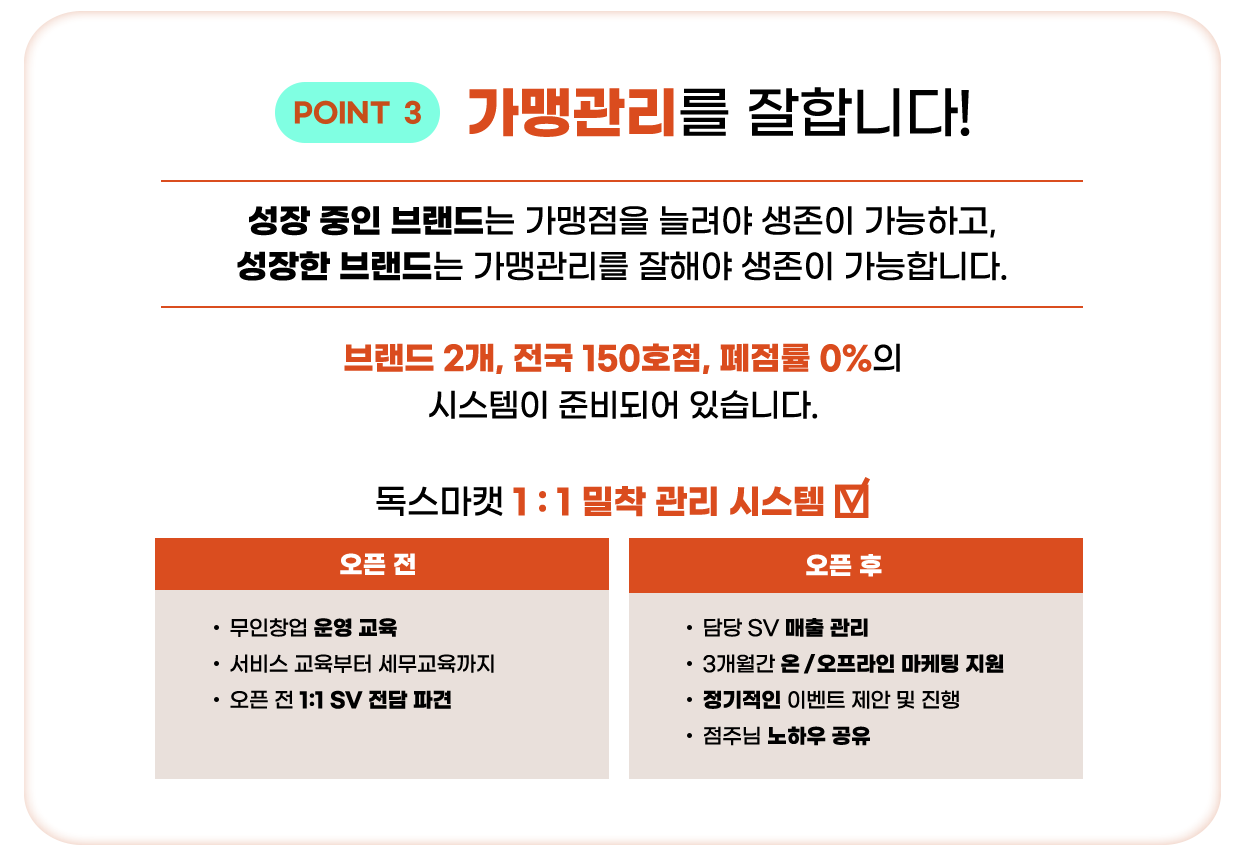 POINT 3 가맹관리를 잘합니다!
성장 중인 브랜드는 가맹점을 늘려야 생존이 가능하고,
성장한 브랜드는 가맹관리를 잘해야 생존이 가능합니다.
브랜드 2개, 전국 150호점, 폐점률 0%의
시스템이 준비되어 있습니다.
독스마캣 1 : 1 밀착 관리 시스템
오픈 전
• 무인창업 운영 교육
• 서비스 교육부터 세무교육까지
• 오픈 전 1:1 SV 전담 파견
오픈 후
• 담당 SV 매출 관리
• 3개월간 온/오프라인 마케팅 지원
• 정기적인 이벤트 제안 및 진행
• 점주님 노하우 공유